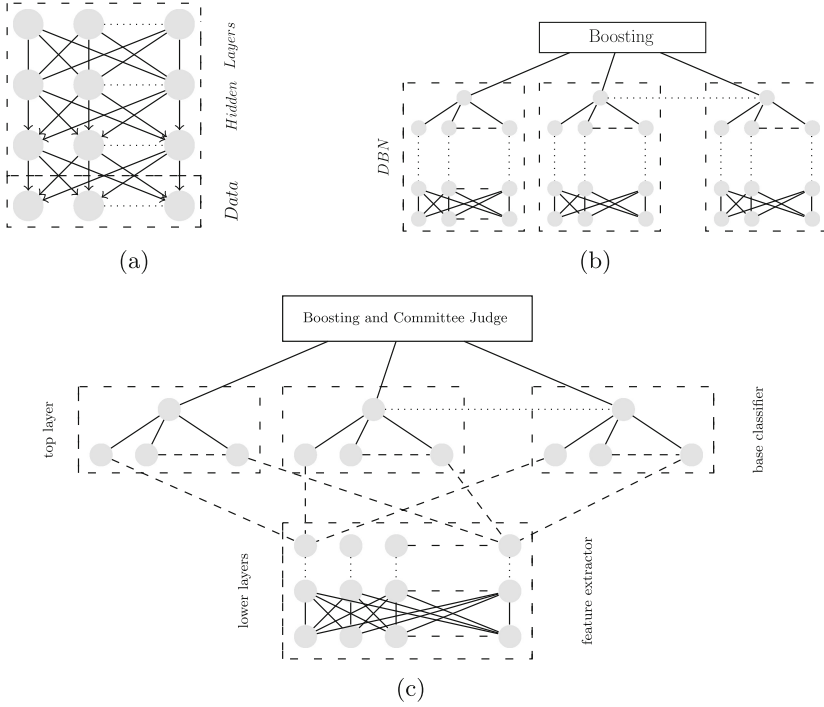 Hidden Layers
Data
(a)
Boosting
DBN
(b)
Boosting and Committee Judge
top layer
base classifier
lower layers
feature extractor
(c)